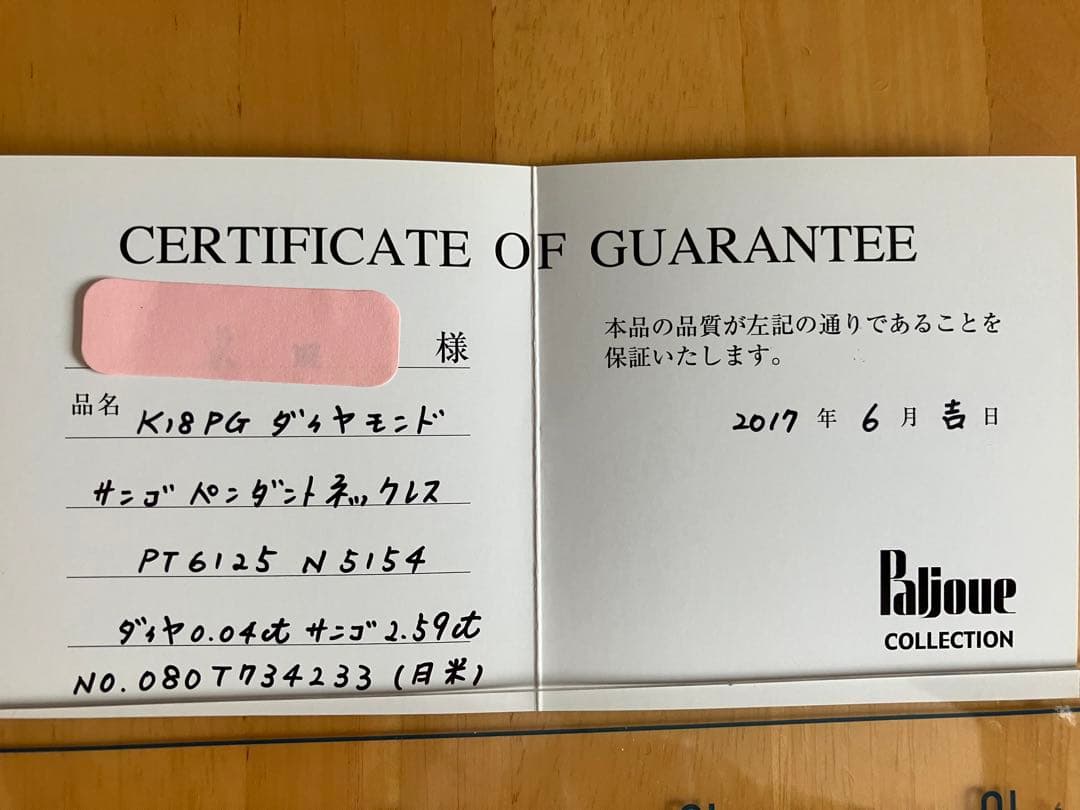 CERTIFICATE OF GUARANTEE
様
品名 K18PG ダイヤモンド
サンゴ ペンダントネックレス
PT6125 N5154
ダイヤ0.04ct サンゴ2.59ct
NO.080T734233(月米)
本品の品質が左記の通りであることを
保証いたします。
2017 年 6 月 吉 日
Paljoue
COLLECTION